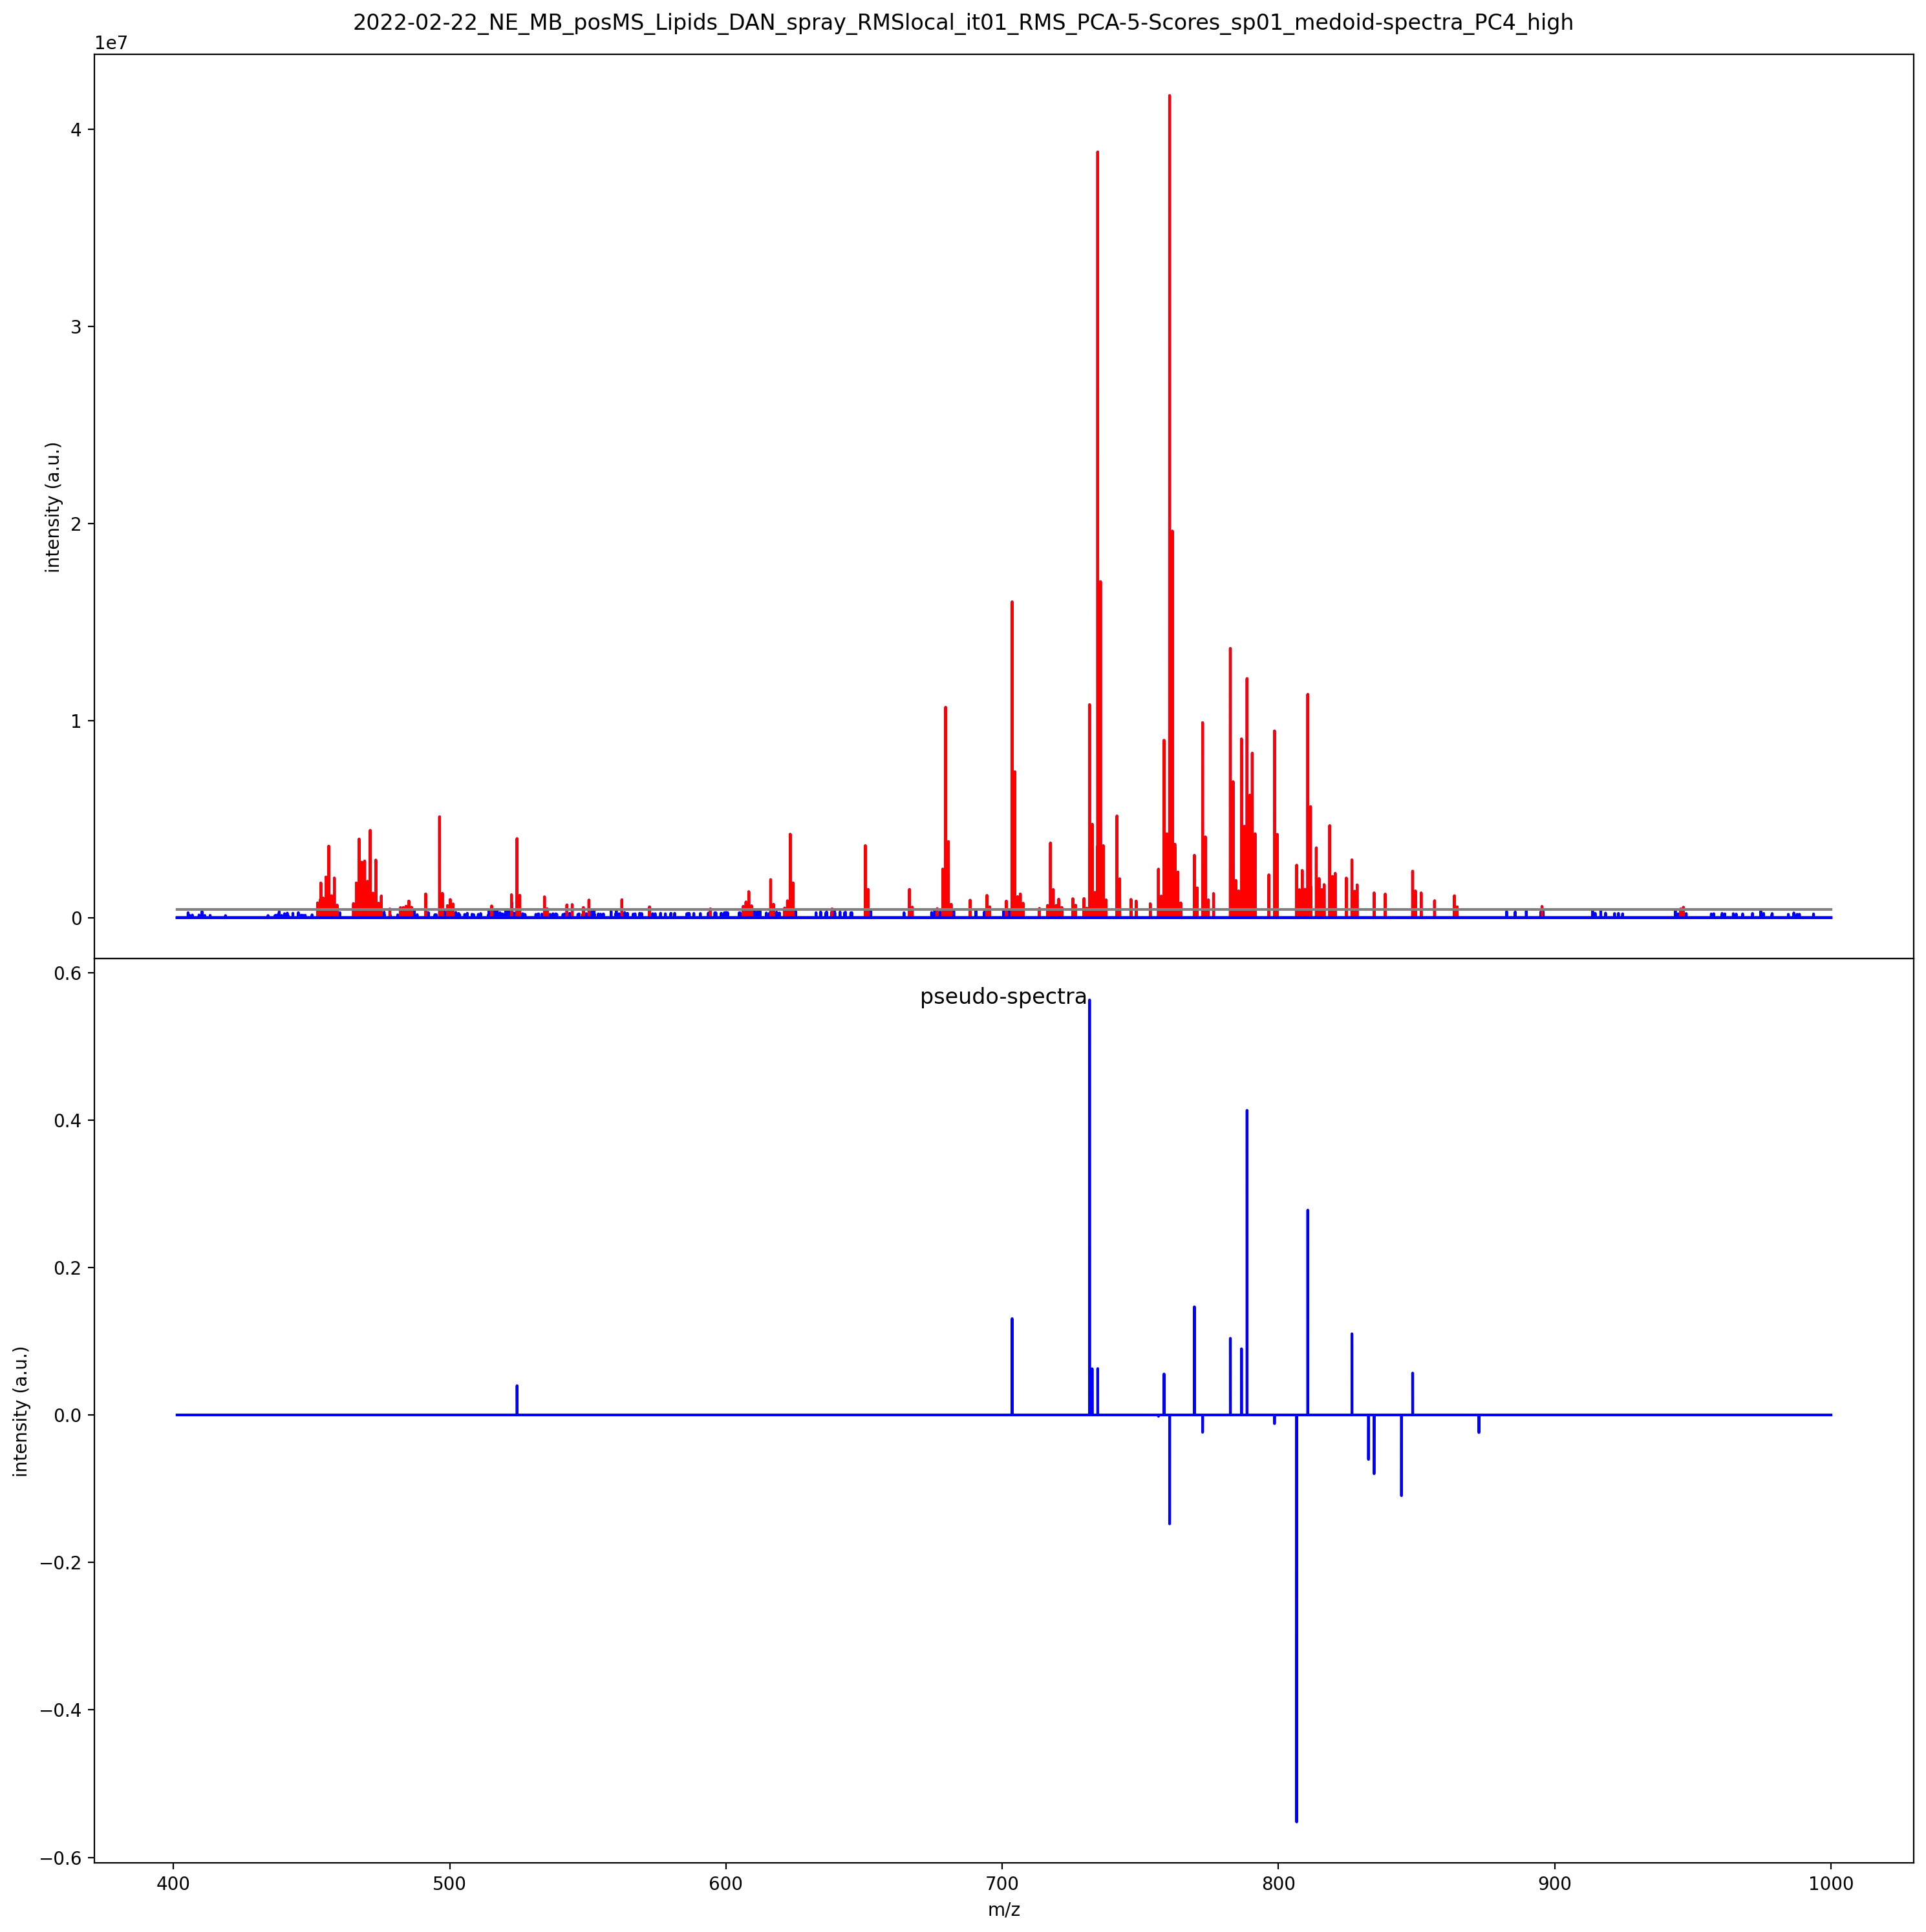 2022-02-22_NE_MB_posMS_Lipids_DAN_spray_RMSlocal_it01_RMS_PCA-5-Scores_sp01_medoid-spectra_PC4_high
1e7
4
3
2
1
0
intensity (a.u.)
pseudo-spectra
0.6
0.4
0.2
0.0
−0.2
−0.4
−0.6
intensity (a.u.)
400 500 600 700 800 900 1000
m/z